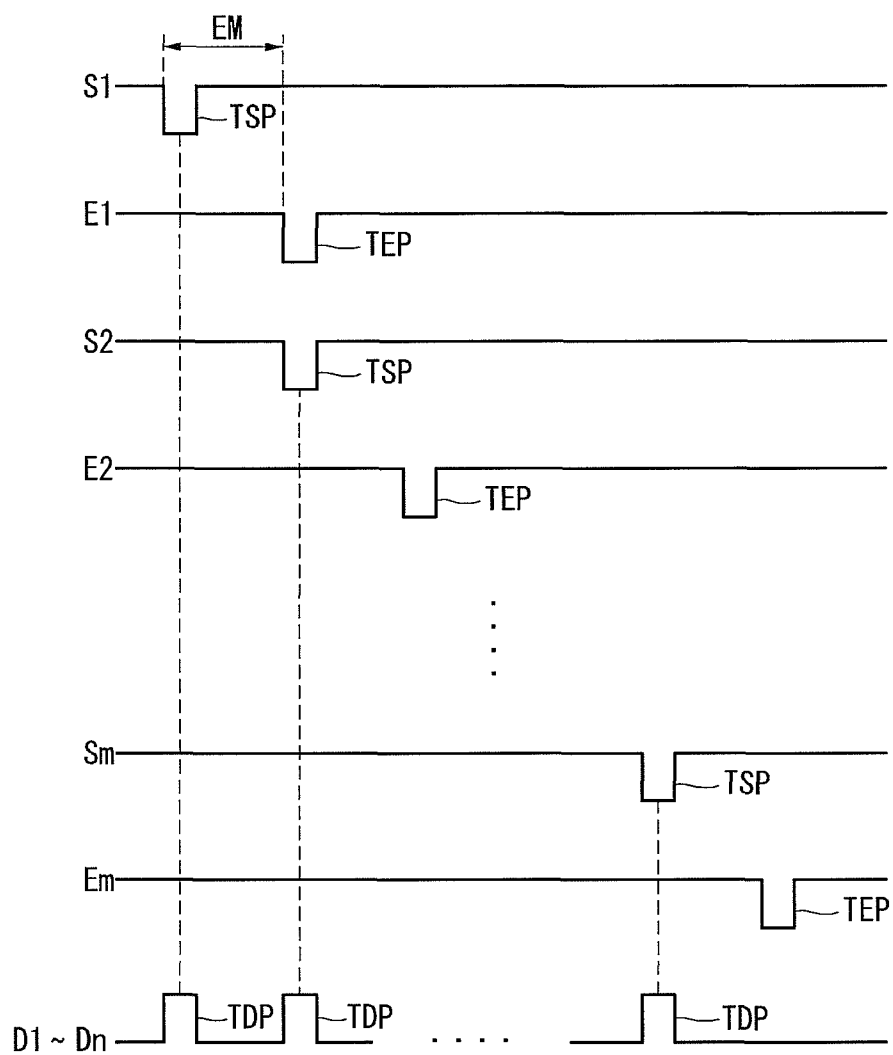 EM
S1
TSP
E1
TEP
S2
TSP
E2
TEP
Sm
TSP
Em
TEP
D1 ~ Dn
TDP
TDP
....
TDP